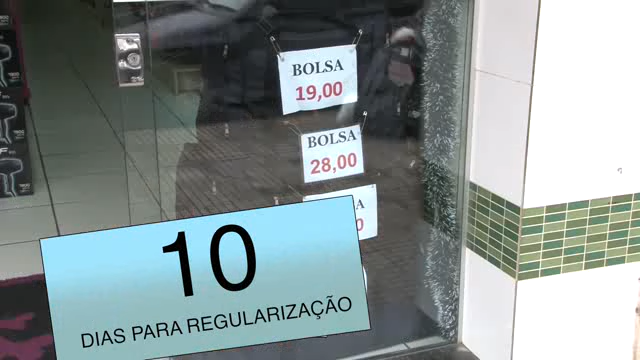 BOLSA
19,00
BOLSA
28,00
10
DIAS PARA REGULARIZAÇÃO